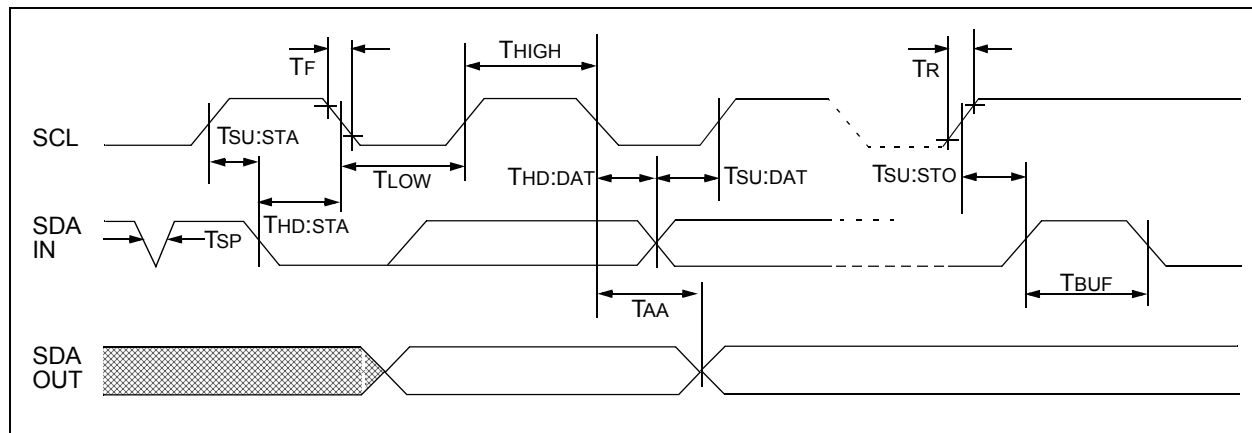 TF
THIGH
TR
SCL
TSU:STA
TLOW
THD:DAT
TSU:DAT
TSU:STO
SDA
IN
TSP
THD:STA
TBUF
TAA
SDA
OUT